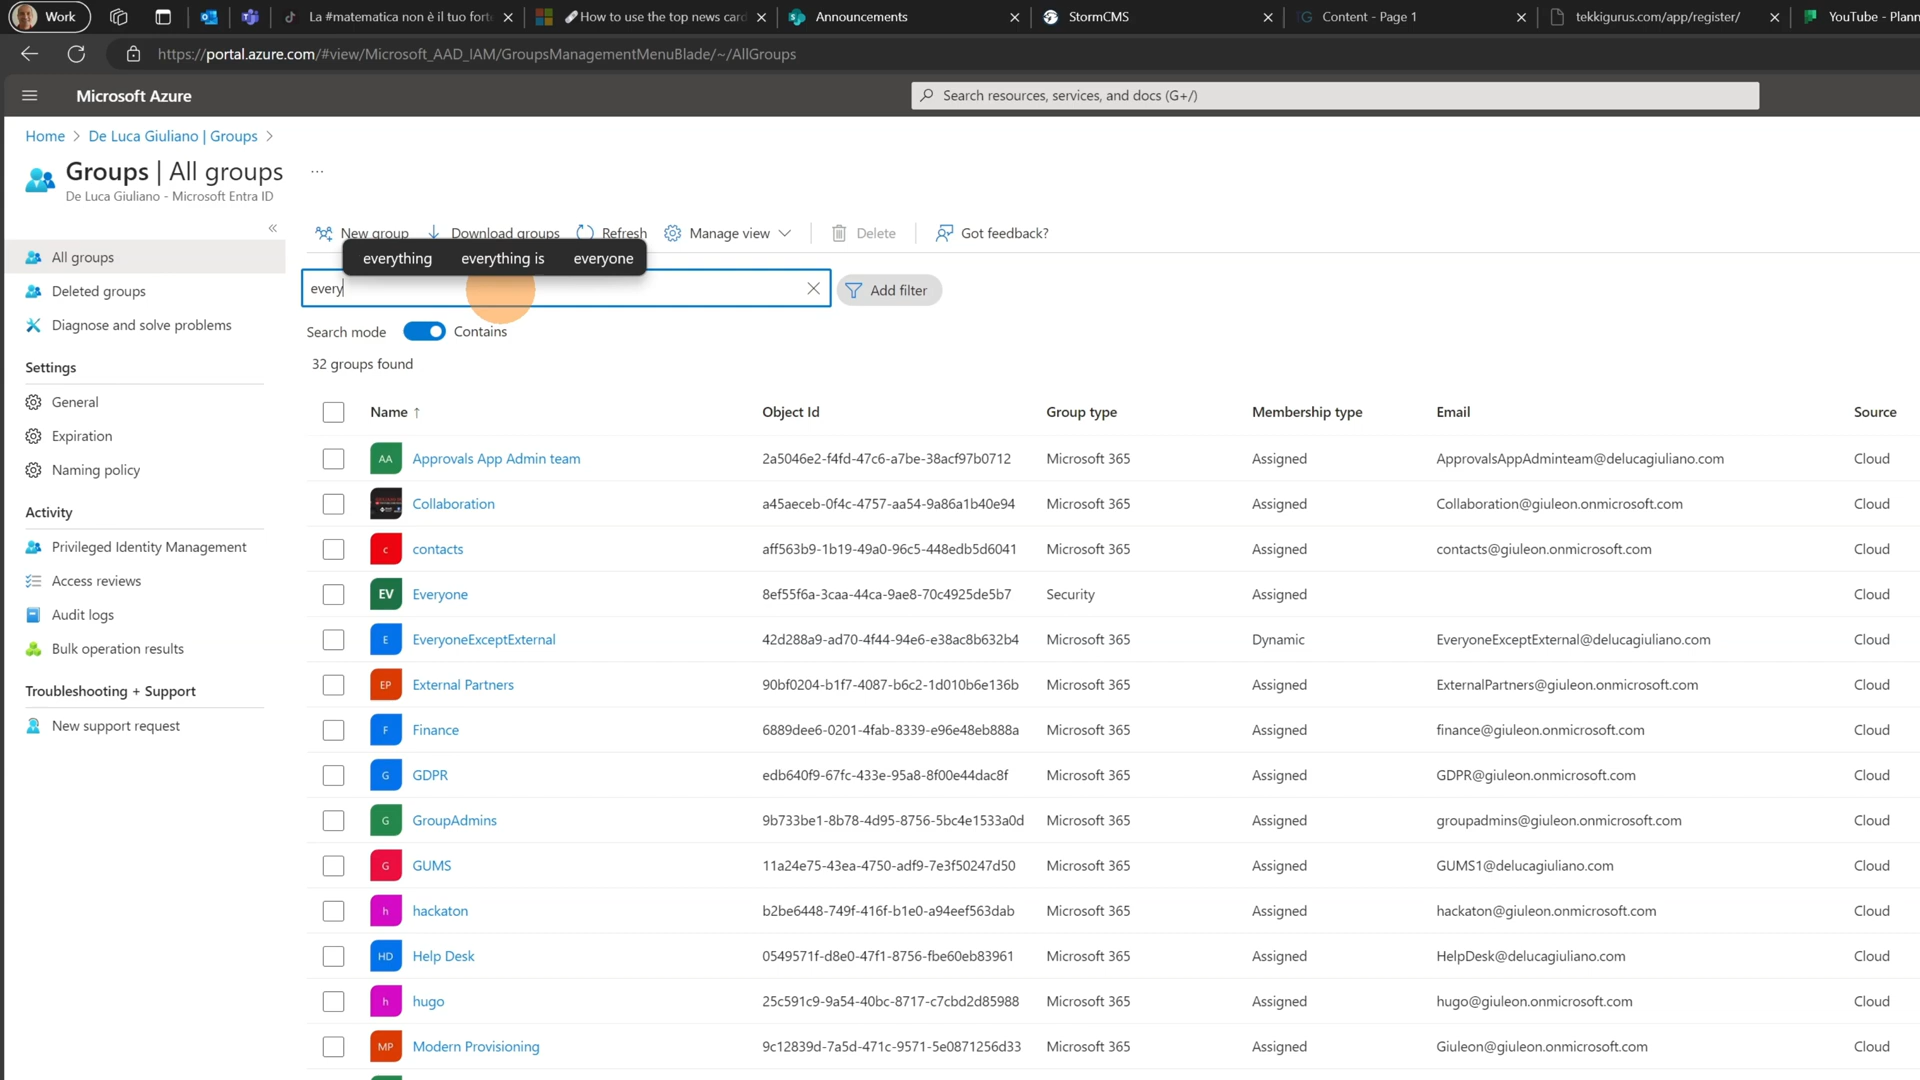 Work
La #matematica non è il tuo forte
How to use the top news card
Announcements
StormCMS
Content - Page 1
tekkigurus.com/app/register/
YouTube - Plann
https://portal.azure.com/#view/Microsoft_AAD_IAM/GroupsManagementMenuBlade/~/AllGroups
Microsoft Azure
Search resources, services, and docs (G+/)
Home > De Luca Giuliano | Groups >
Groups | All groups ...
De Luca Giuliano - Microsoft Entra ID
New group Download groups Refresh Manage view Delete Got feedback?
everything everything is everyone
every
Add filter
Search mode Contains
32 groups found
All groups
Deleted groups
Diagnose and solve problems
Settings
General
Expiration
Naming policy
Activity
Privileged Identity Management
Access reviews
Audit logs
Bulk operation results
Troubleshooting + Support
New support request
Name ↑ Object Id Group type Membership type Email Source
AA Approvals App Admin team 2a5046e2-f4fd-47c6-a7be-38acf97b0712 Microsoft 365 Assigned ApprovalsAppAdminteam@delucagiuliano.com Cloud
Collaboration a45aeceb-0f4c-4757-aa54-9a86a1b40e94 Microsoft 365 Assigned Collaboration@giuleon.onmicrosoft.com Cloud
c contacts aff563b9-1b19-49a0-96c5-448edb5d6041 Microsoft 365 Assigned contacts@giuleon.onmicrosoft.com Cloud
EV Everyone 8ef55f6a-3caa-44ca-9ae8-70c4925de5b7 Security Assigned Cloud
E EveryoneExceptExternal 42d288a9-ad70-4f44-94e6-e38ac8b632b4 Microsoft 365 Dynamic EveryoneExceptExternal@delucagiuliano.com Cloud
EP External Partners 90bf0204-b1f7-4087-b6c2-1d010b6e136b Microsoft 365 Assigned ExternalPartners@giuleon.onmicrosoft.com Cloud
F Finance 6889dee6-0201-4fab-8339-e96e48eb888a Microsoft 365 Assigned finance@giuleon.onmicrosoft.com Cloud
G GDPR edb640f9-67fc-433e-95a8-8f00e44dac8f Microsoft 365 Assigned GDPR@giuleon.onmicrosoft.com Cloud
G GroupAdmins 9b733be1-8b78-4d95-8756-5bc4e1533a0d Microsoft 365 Assigned groupadmins@giuleon.onmicrosoft.com Cloud
G GUMS 11a24e75-43ea-4750-adf9-7e3f50247d50 Microsoft 365 Assigned GUMS1@delucagiuliano.com Cloud
h hackaton b2be6448-749f-416f-b1e0-a94eef563dab Microsoft 365 Assigned hackaton@giuleon.onmicrosoft.com Cloud
HD Help Desk 0549571f-d8e0-47f1-8756-fbe60eb83961 Microsoft 365 Assigned HelpDesk@delucagiuliano.com Cloud
h hugo 25c591c9-9a54-40bc-8717-c7cbd2d85988 Microsoft 365 Assigned hugo@giuleon.onmicrosoft.com Cloud
MP Modern Provisioning 9c12839d-7a5d-471c-9571-5e0871256d33 Microsoft 365 Assigned Giuleon@giuleon.onmicrosoft.com Cloud